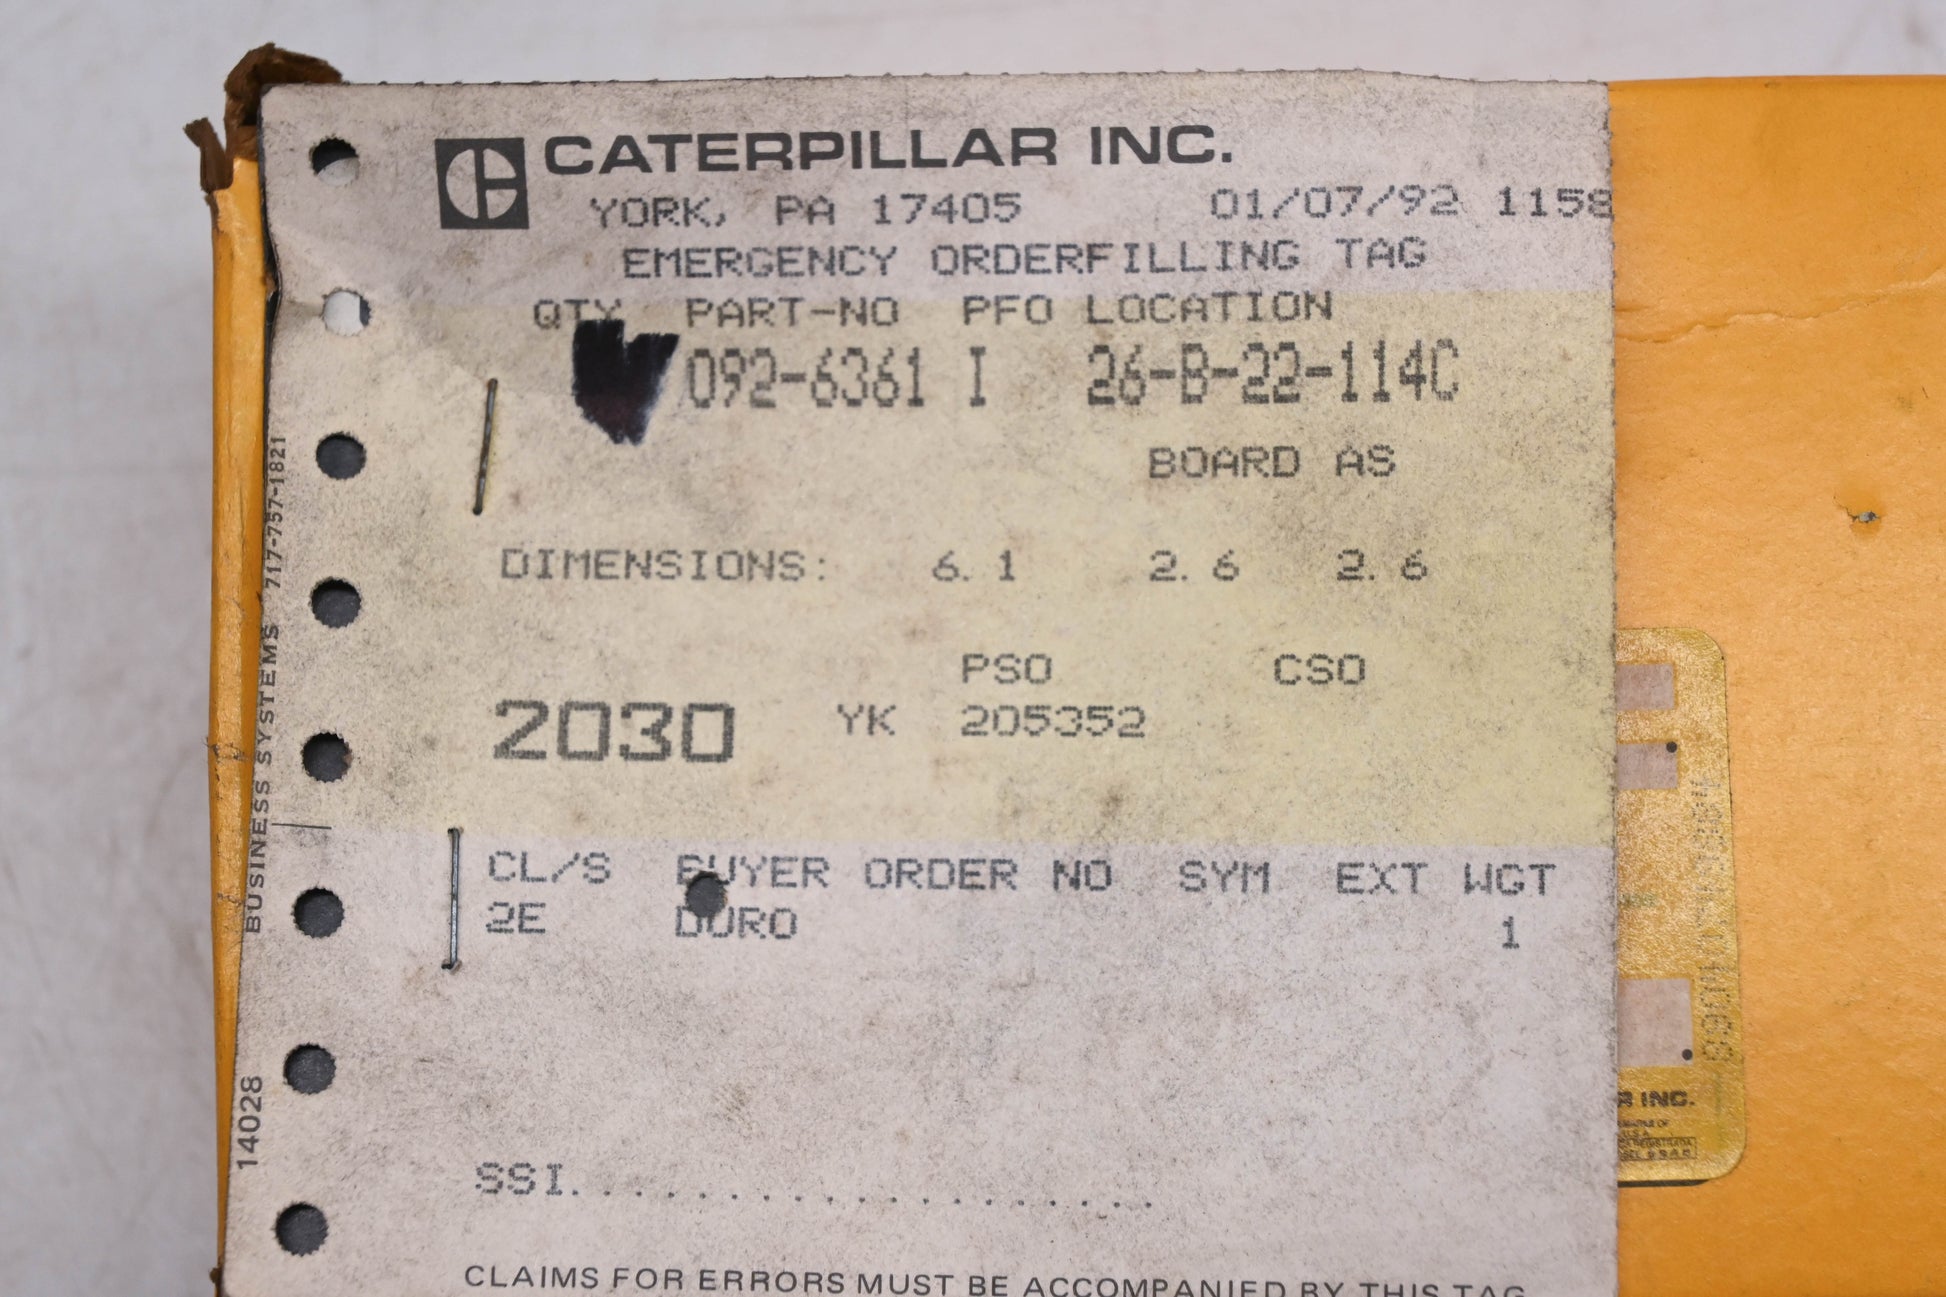 CATERPILLAR INC.
YORK, PA 17405 01/07/92 1158
EMERGENCY ORDERFILLING TAG
QTY PART-NO PFO LOCATION
092-6361 I 26-B-22-114C
BOARD AS
DIMENSIONS: 6.1 2.6 2.6
PSO CSO
2030 YK 205352
CL/S BUYER ORDER NO SYM EXT WGT
2E DURO 1
SSI....................
CLAIMS FOR ERRORS MUST BE ACCOMPANIED BY THIS TAG
14028 BUSINESS SYSTEMS 717-757-1821
R INC.